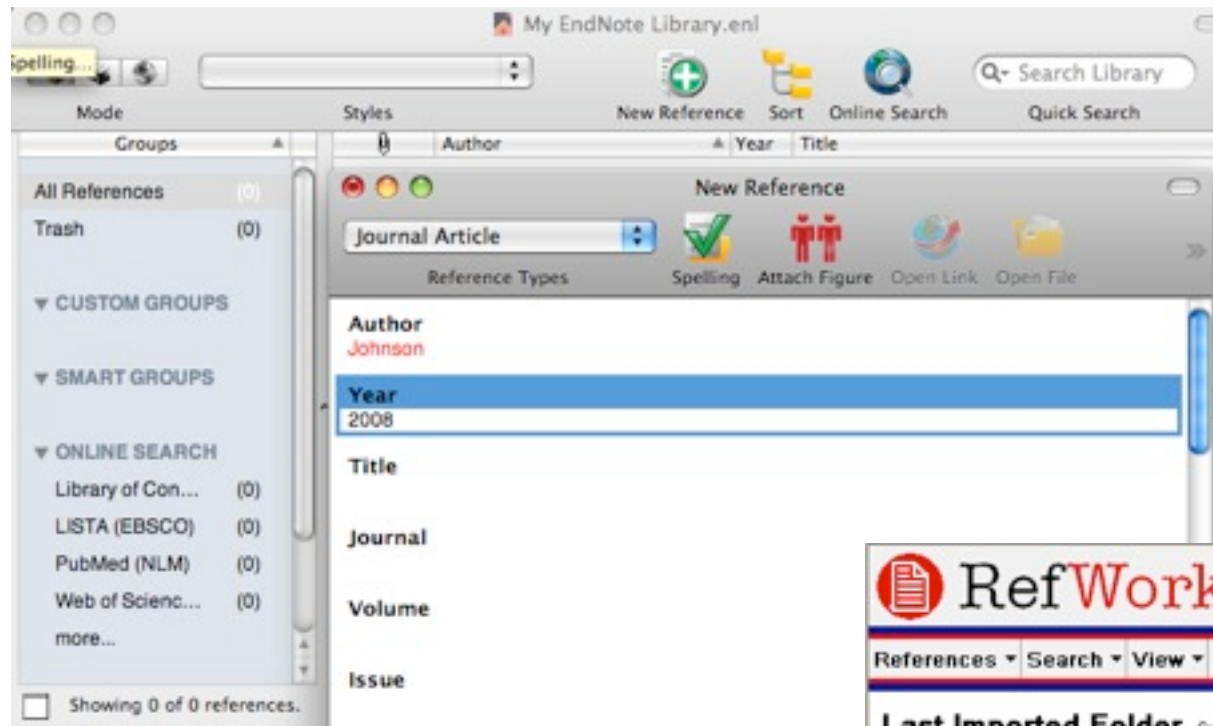 My EndNote Library.enl
Spelling...
Q- Search Library
Mode Styles New Reference Sort Online Search Quick Search
Groups Author Year Title
All References (0)
Trash (0)
CUSTOM GROUPS
SMART GROUPS
ONLINE SEARCH
Library of Con... (0)
LISTA (EBSCO) (0)
PubMed (NLM) (0)
Web of Scienc... (0)
more...
Showing 0 of 0 references.
New Reference
Journal Article
Reference Types Spelling Attach Figure Open Link Open File
Author
Johnson
Year
2008
Title
Journal
Volume
Issue
RefWork
References Search View
Last Imported Folder